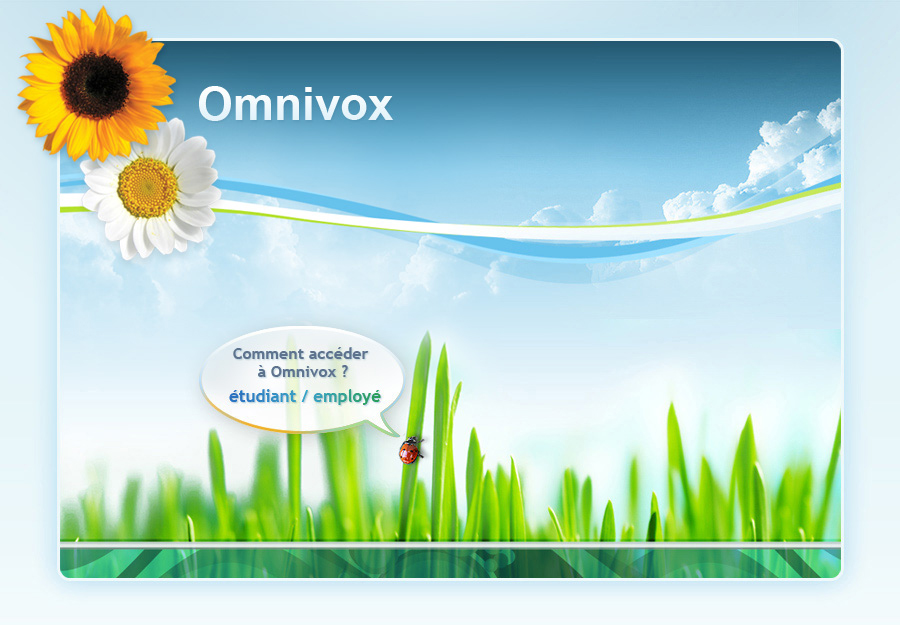 Omnivox
Comment accéder
à Omnivox ?
étudiant / employé